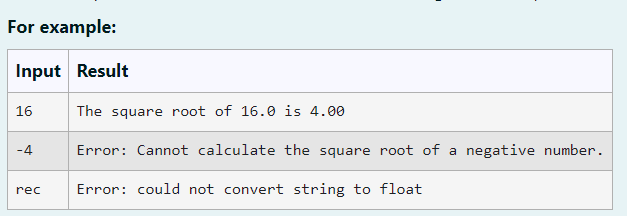 For example:
Input Result
16 The square root of 16.0 is 4.00
-4 Error: Cannot calculate the square root of a negative number.
rec Error: could not convert string to float